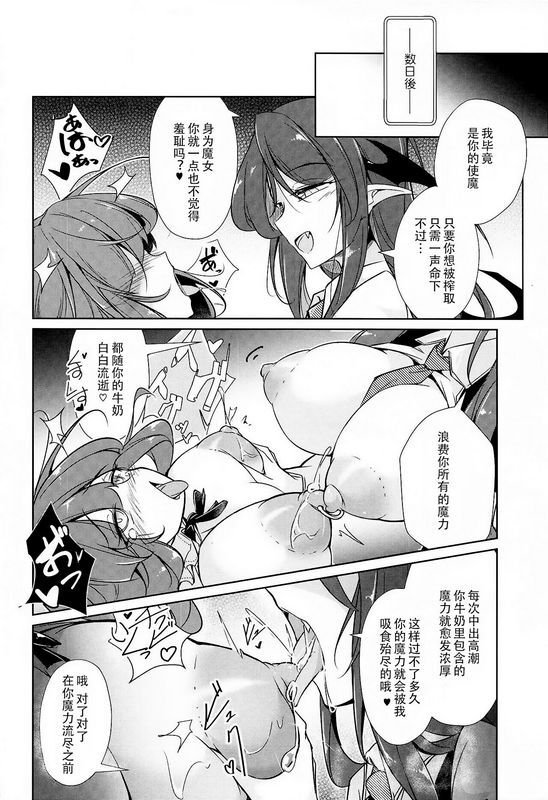 ——数日後——
我毕竟
是你的使魔
只要你想被榨取
只需一声命下
不过…
身为魔女
你就一点也不觉得
羞耻吗？♥
あはぁ
あぁっ
♥
あ゛っ
♥
浪费你所有的魔力
都随你的牛奶
白白流逝♡
お゛っ
每次中出高潮
你牛奶里包含的
魔力就愈发浓厚
这样过不了多久
你的魔力就会被我
吸食殆尽的哦
♥
哦 对了对了
在你魔力流尽之前